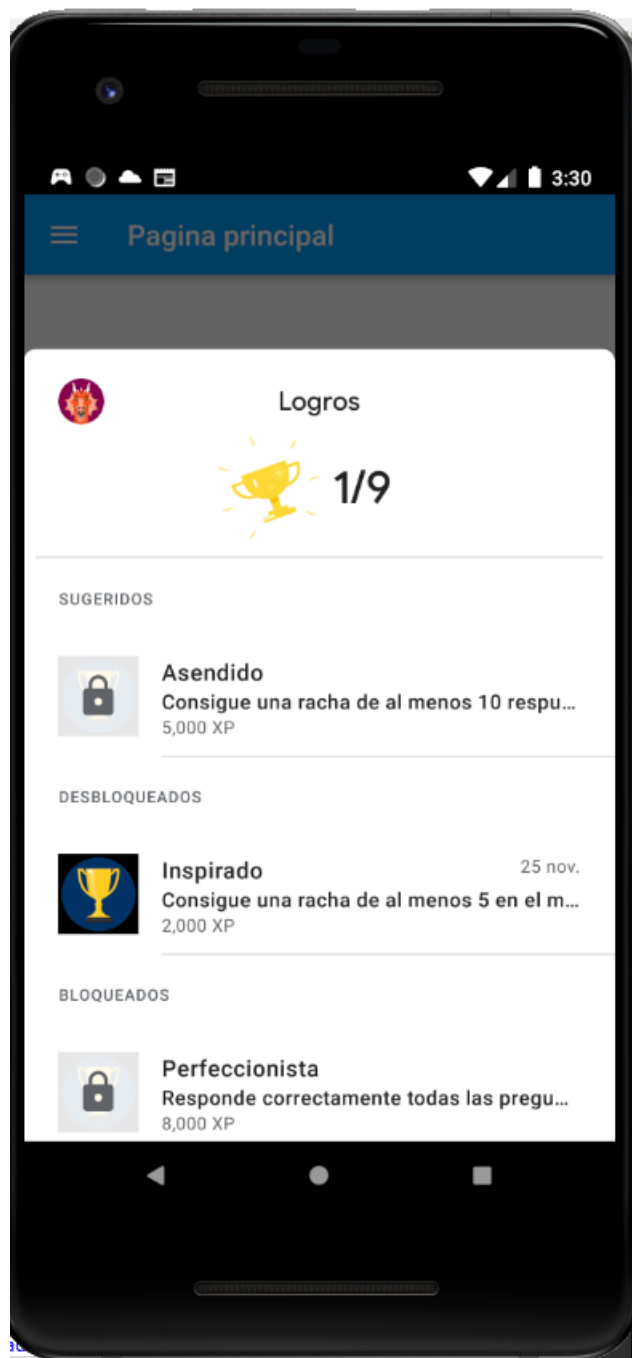 3:30
Pagina principal
Logros
1/9
SUGERIDOS
Asendido
Consigue una racha de al menos 10 respu...
5,000 XP
DESBLOQUEADOS
Inspirado
25 nov.
Consigue una racha de al menos 5 en el m...
2,000 XP
BLOQUEADOS
Perfeccionista
Responde correctamente todas las pregu...
8,000 XP